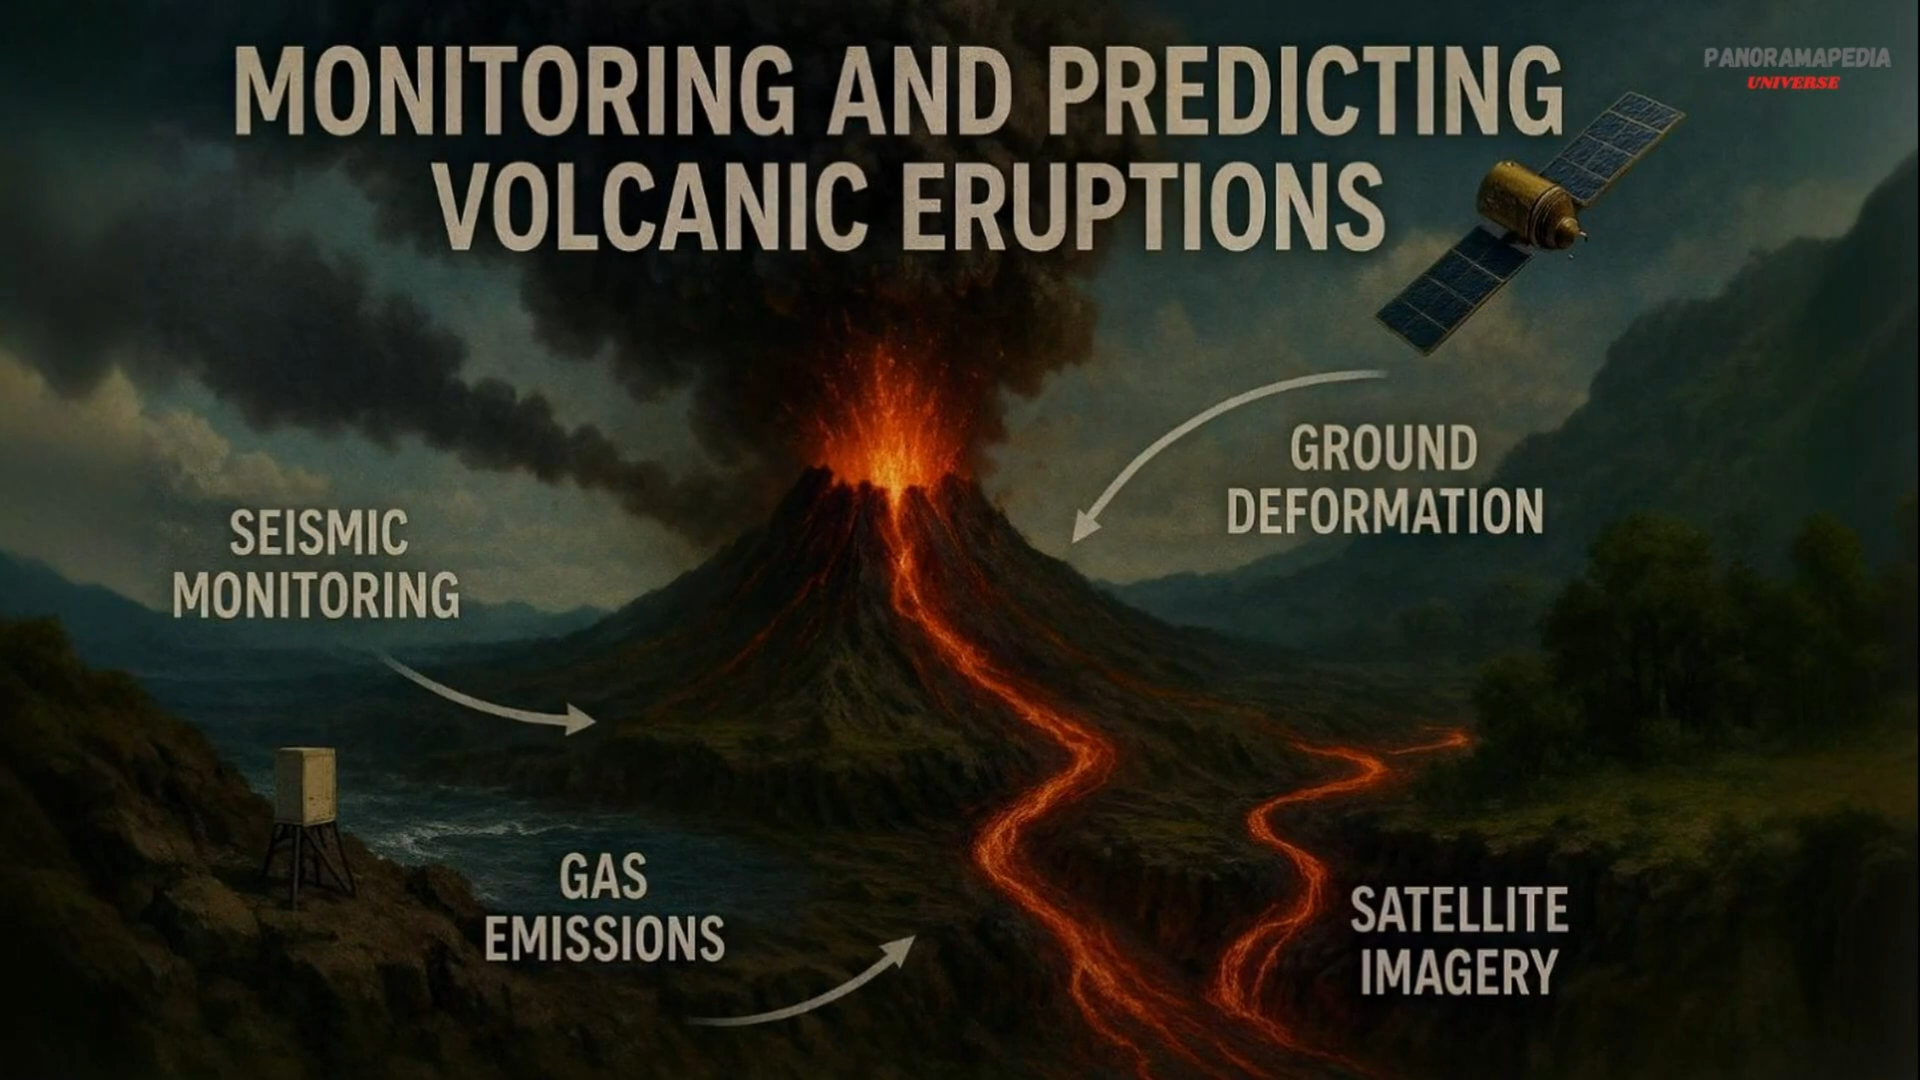 MONITORING AND PREDICTING
VOLCANIC ERUPTIONS
PANORAMAPEDIA
UNIVERSE
GROUND
DEFORMATION
SEISMIC
MONITORING
GAS
EMISSIONS
SATELLITE
IMAGERY